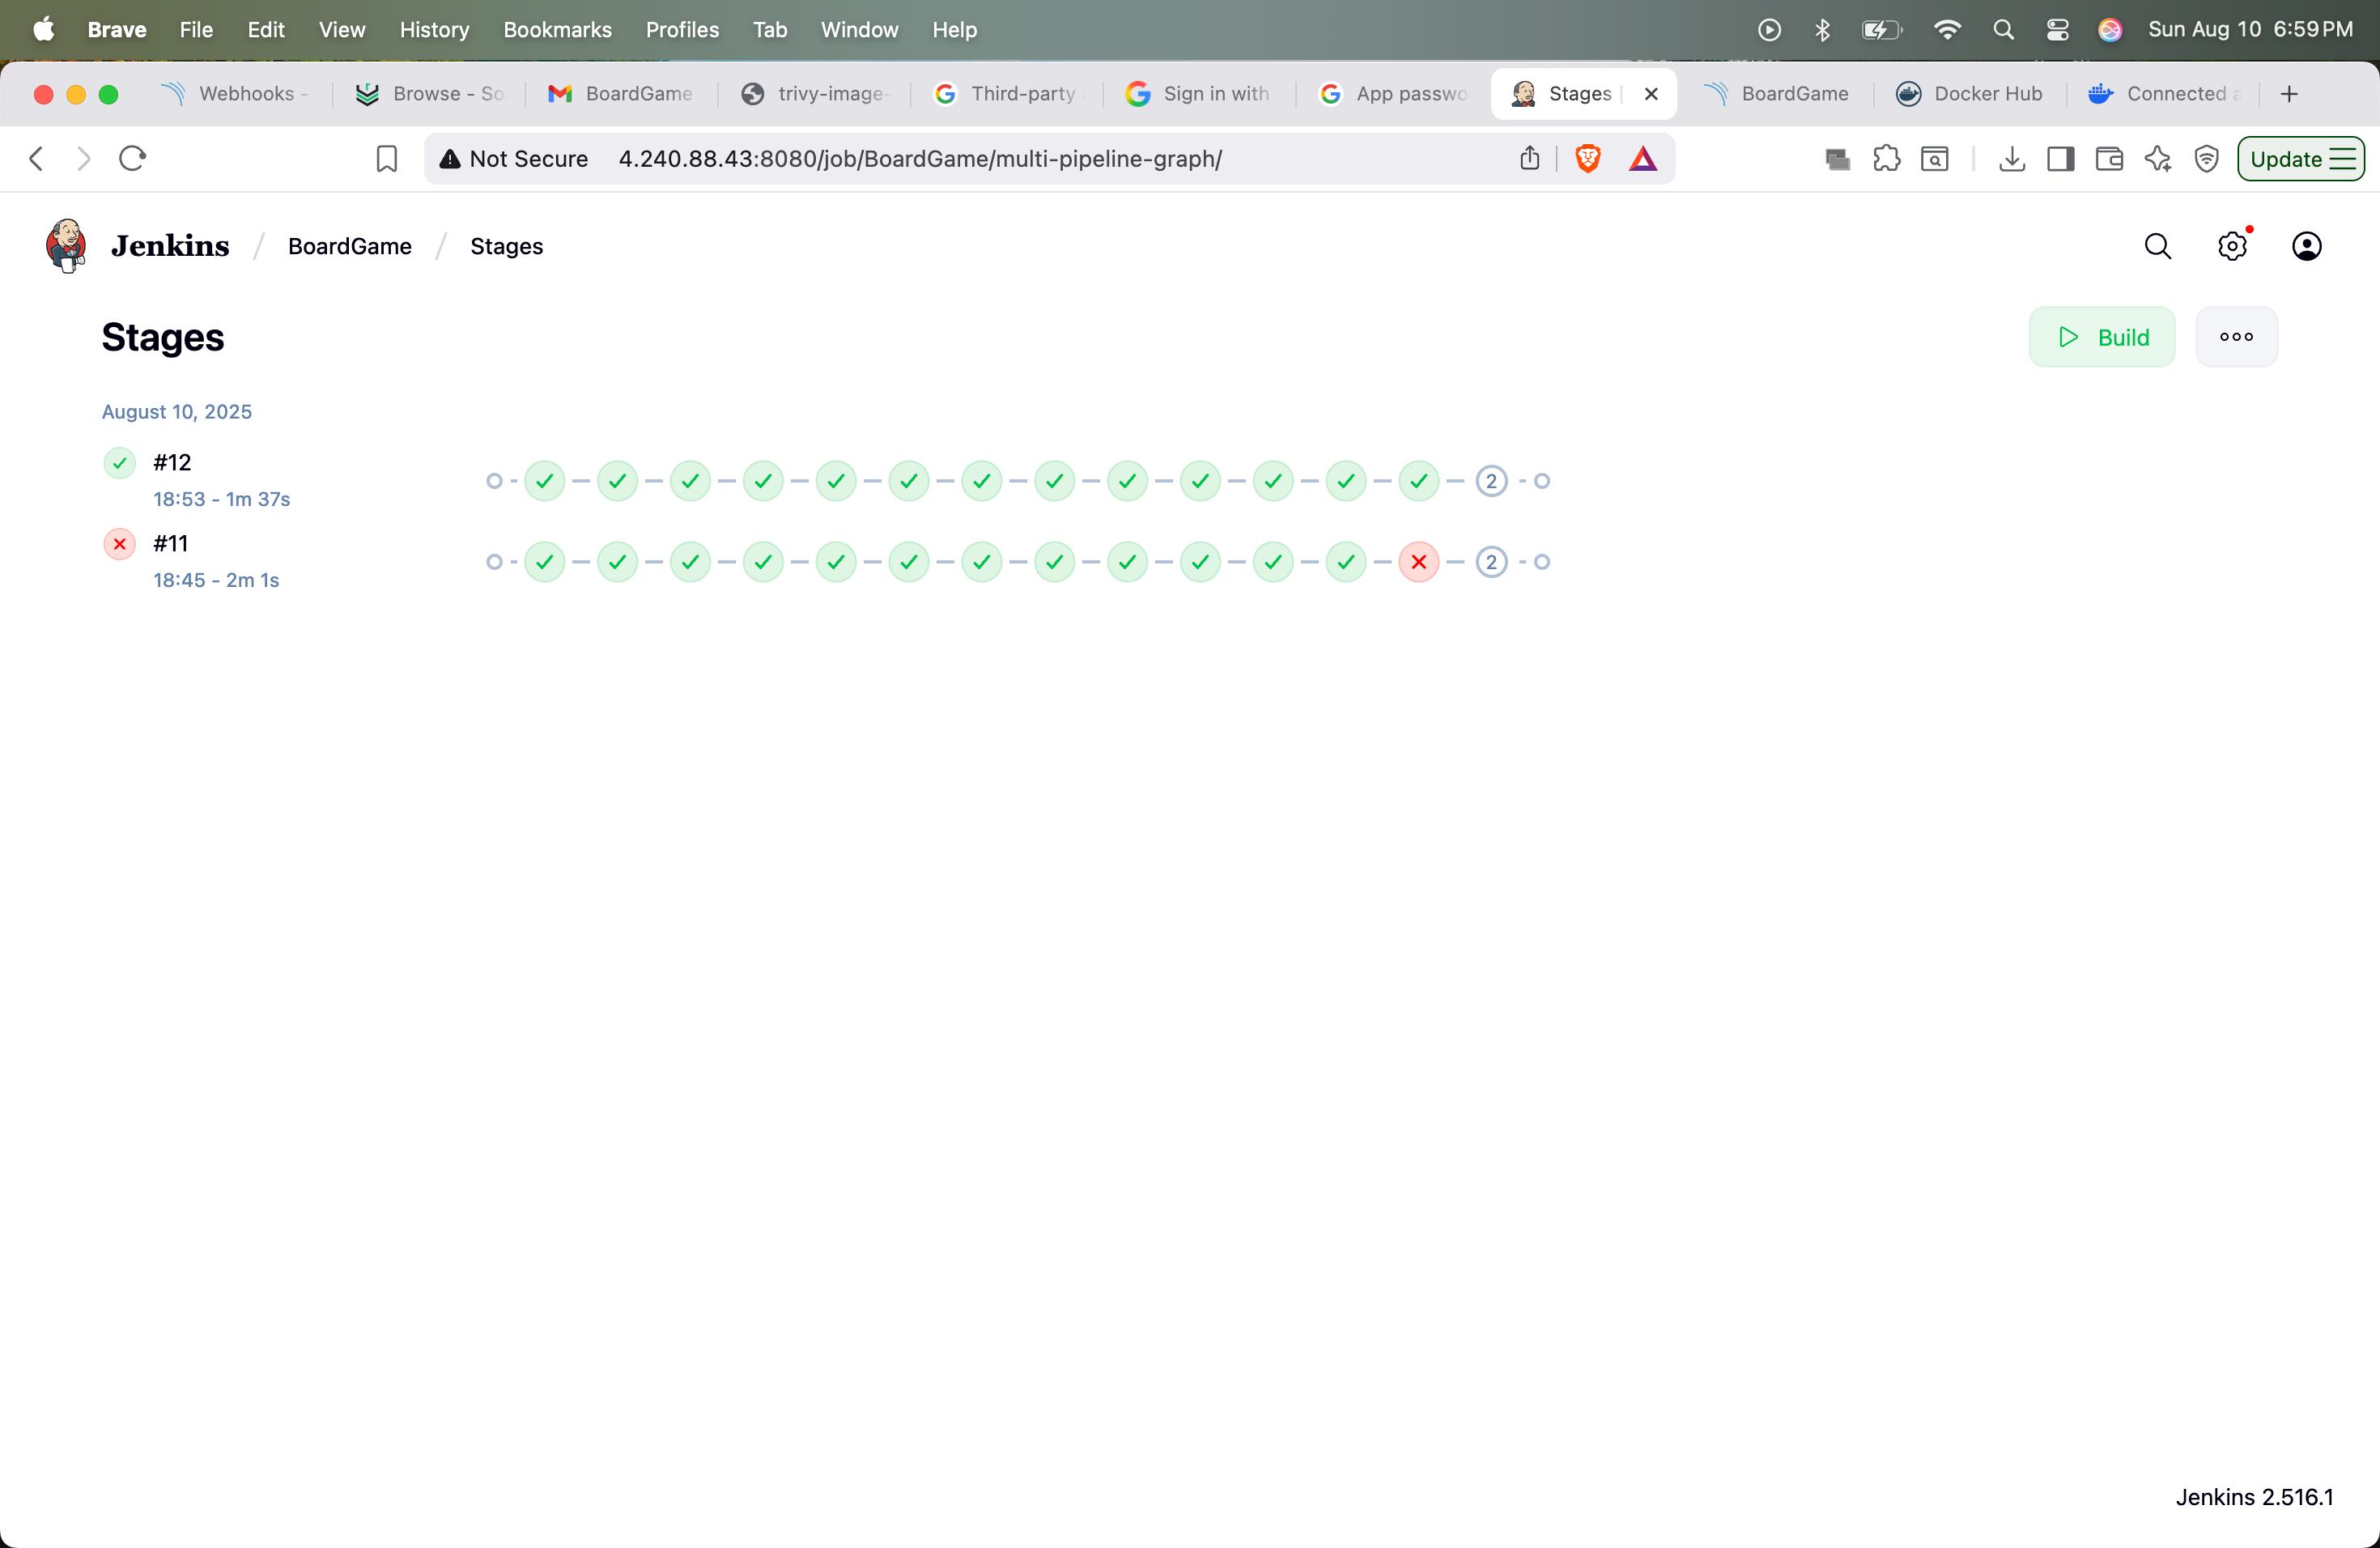 Brave File Edit View History Bookmarks Profiles Tab Window Help Sun Aug 10 6:59 PM
Webhooks - Browse - So BoardGame trivy-image- Third-party Sign in with App passwo Stages BoardGame Docker Hub Connected a
Not Secure 4.240.88.43:8080/job/BoardGame/multi-pipeline-graph/ Update
Jenkins / BoardGame / Stages
Stages
Build
August 10, 2025
#12
2
18:53 - 1m 37s
#11
2
18:45 - 2m 1s
Jenkins 2.516.1